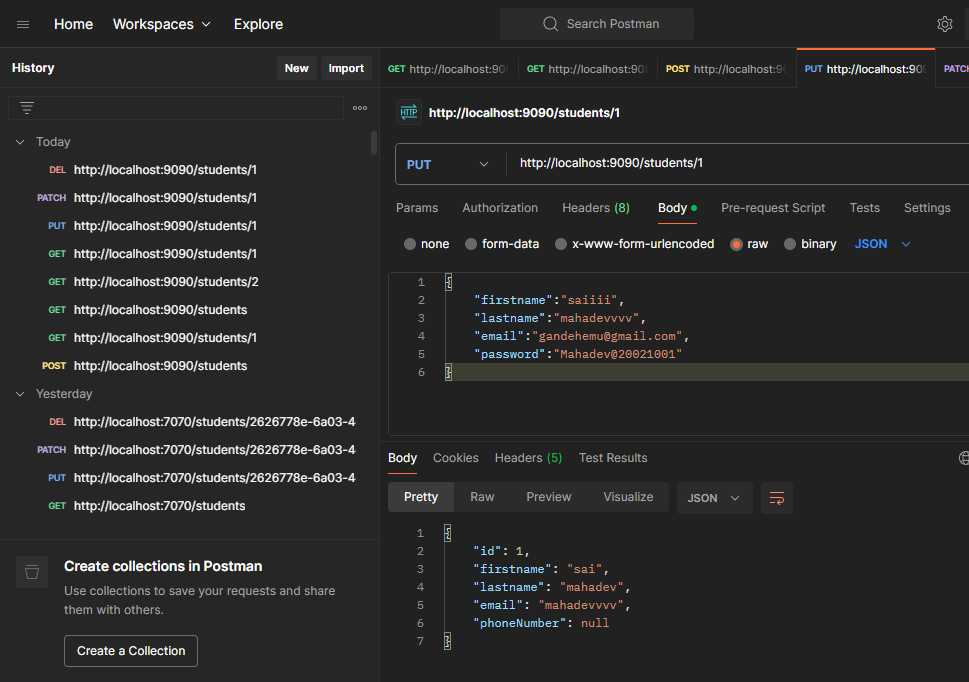 Home Workspaces Explore Search Postman
History New Import
GET http://localhost:909 GET http://localhost:909 POST http://localhost:90 PUT http://localhost:909 PATCH
HTTP http://localhost:9090/students/1
PUT http://localhost:9090/students/1
Params Authorization Headers (8) Body Pre-request Script Tests Settings
none form-data x-www-form-urlencoded raw binary JSON
1 {
2 "firstname":"saiiii",
3 "lastname":"mahadevvvv",
4 "email":"gandehemu@gmail.com",
5 "password":"Mahadev@20021001"
6 }
Today
DEL http://localhost:9090/students/1
PATCH http://localhost:9090/students/1
PUT http://localhost:9090/students/1
GET http://localhost:9090/students/1
GET http://localhost:9090/students/2
GET http://localhost:9090/students
GET http://localhost:9090/students/1
POST http://localhost:9090/students
Yesterday
DEL http://localhost:7070/students/2626778e-6a03-4
PATCH http://localhost:7070/students/2626778e-6a03-4
PUT http://localhost:7070/students/2626778e-6a03-4
GET http://localhost:7070/students
Create collections in Postman
Use collections to save your requests and share
them with others.
Create a Collection
Body Cookies Headers (5) Test Results
Pretty Raw Preview Visualize JSON
1 {
2 "id": 1,
3 "firstname": "sai",
4 "lastname": "mahadev",
5 "email": "mahadevvvv",
6 "phoneNumber": null
7 }